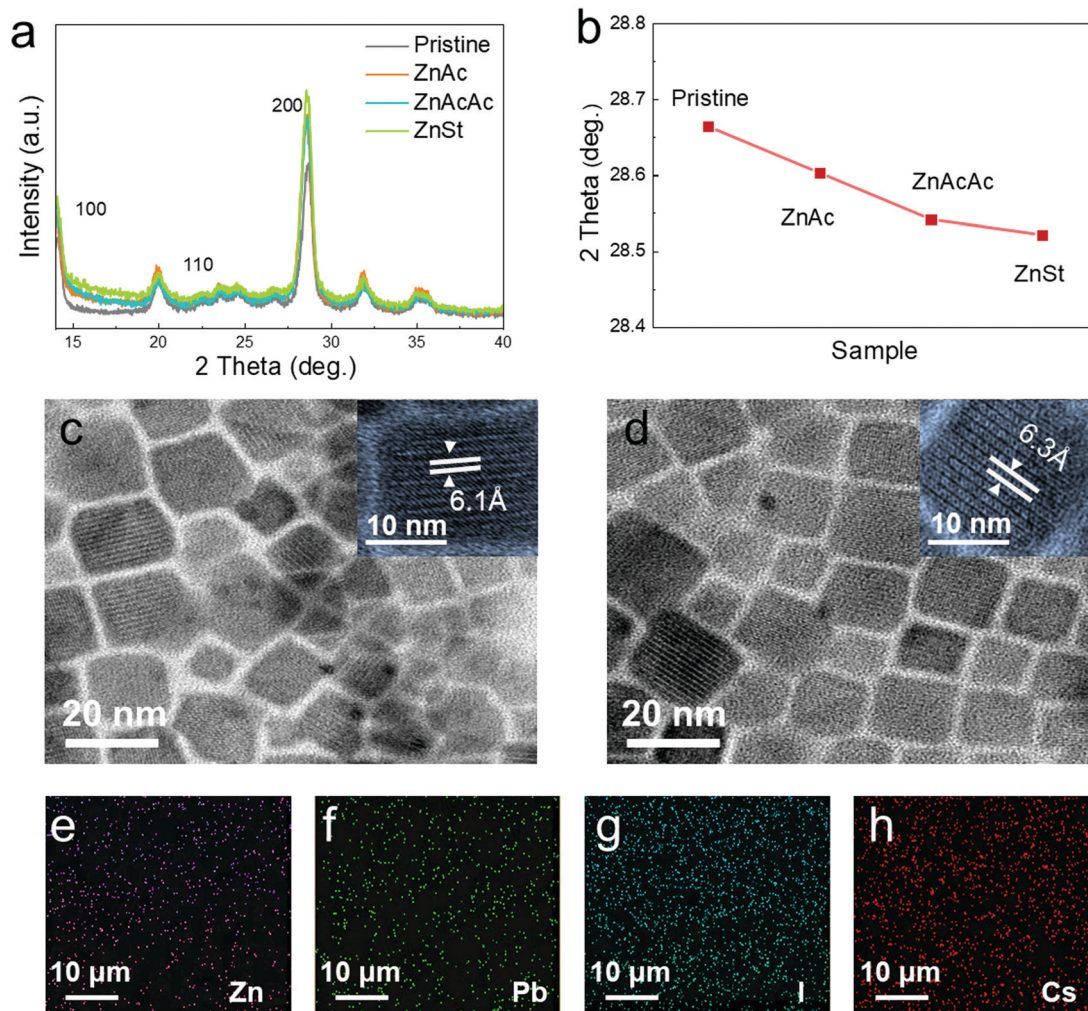 a
Pristine
ZnAc
ZnAcAc
ZnSt
100
110
200
Intensity (a.u.)
15 20 25 30 35 40
2 Theta (deg.)
b
28.8
28.7
28.6
28.5
28.4
2 Theta (deg.)
Pristine
ZnAc
ZnAcAc
ZnSt
Sample
c
6.1Å
10 nm
20 nm
d
6.3Å
10 nm
20 nm
e
10 μm
Zn
f
10 μm
Pb
g
10 μm
I
h
10 μm
Cs